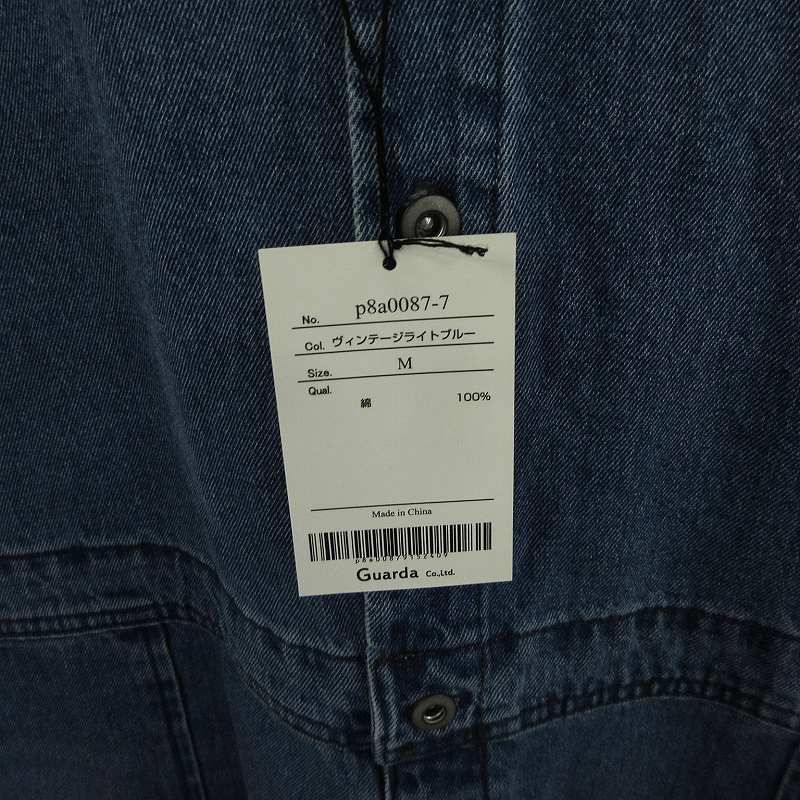 No. p8a0087-7
Col. ヴィンテージライトブルー
Size. M
Qual.
綿 100%
Made in China
p8a00879152409
Guarda Co.,Ltd.